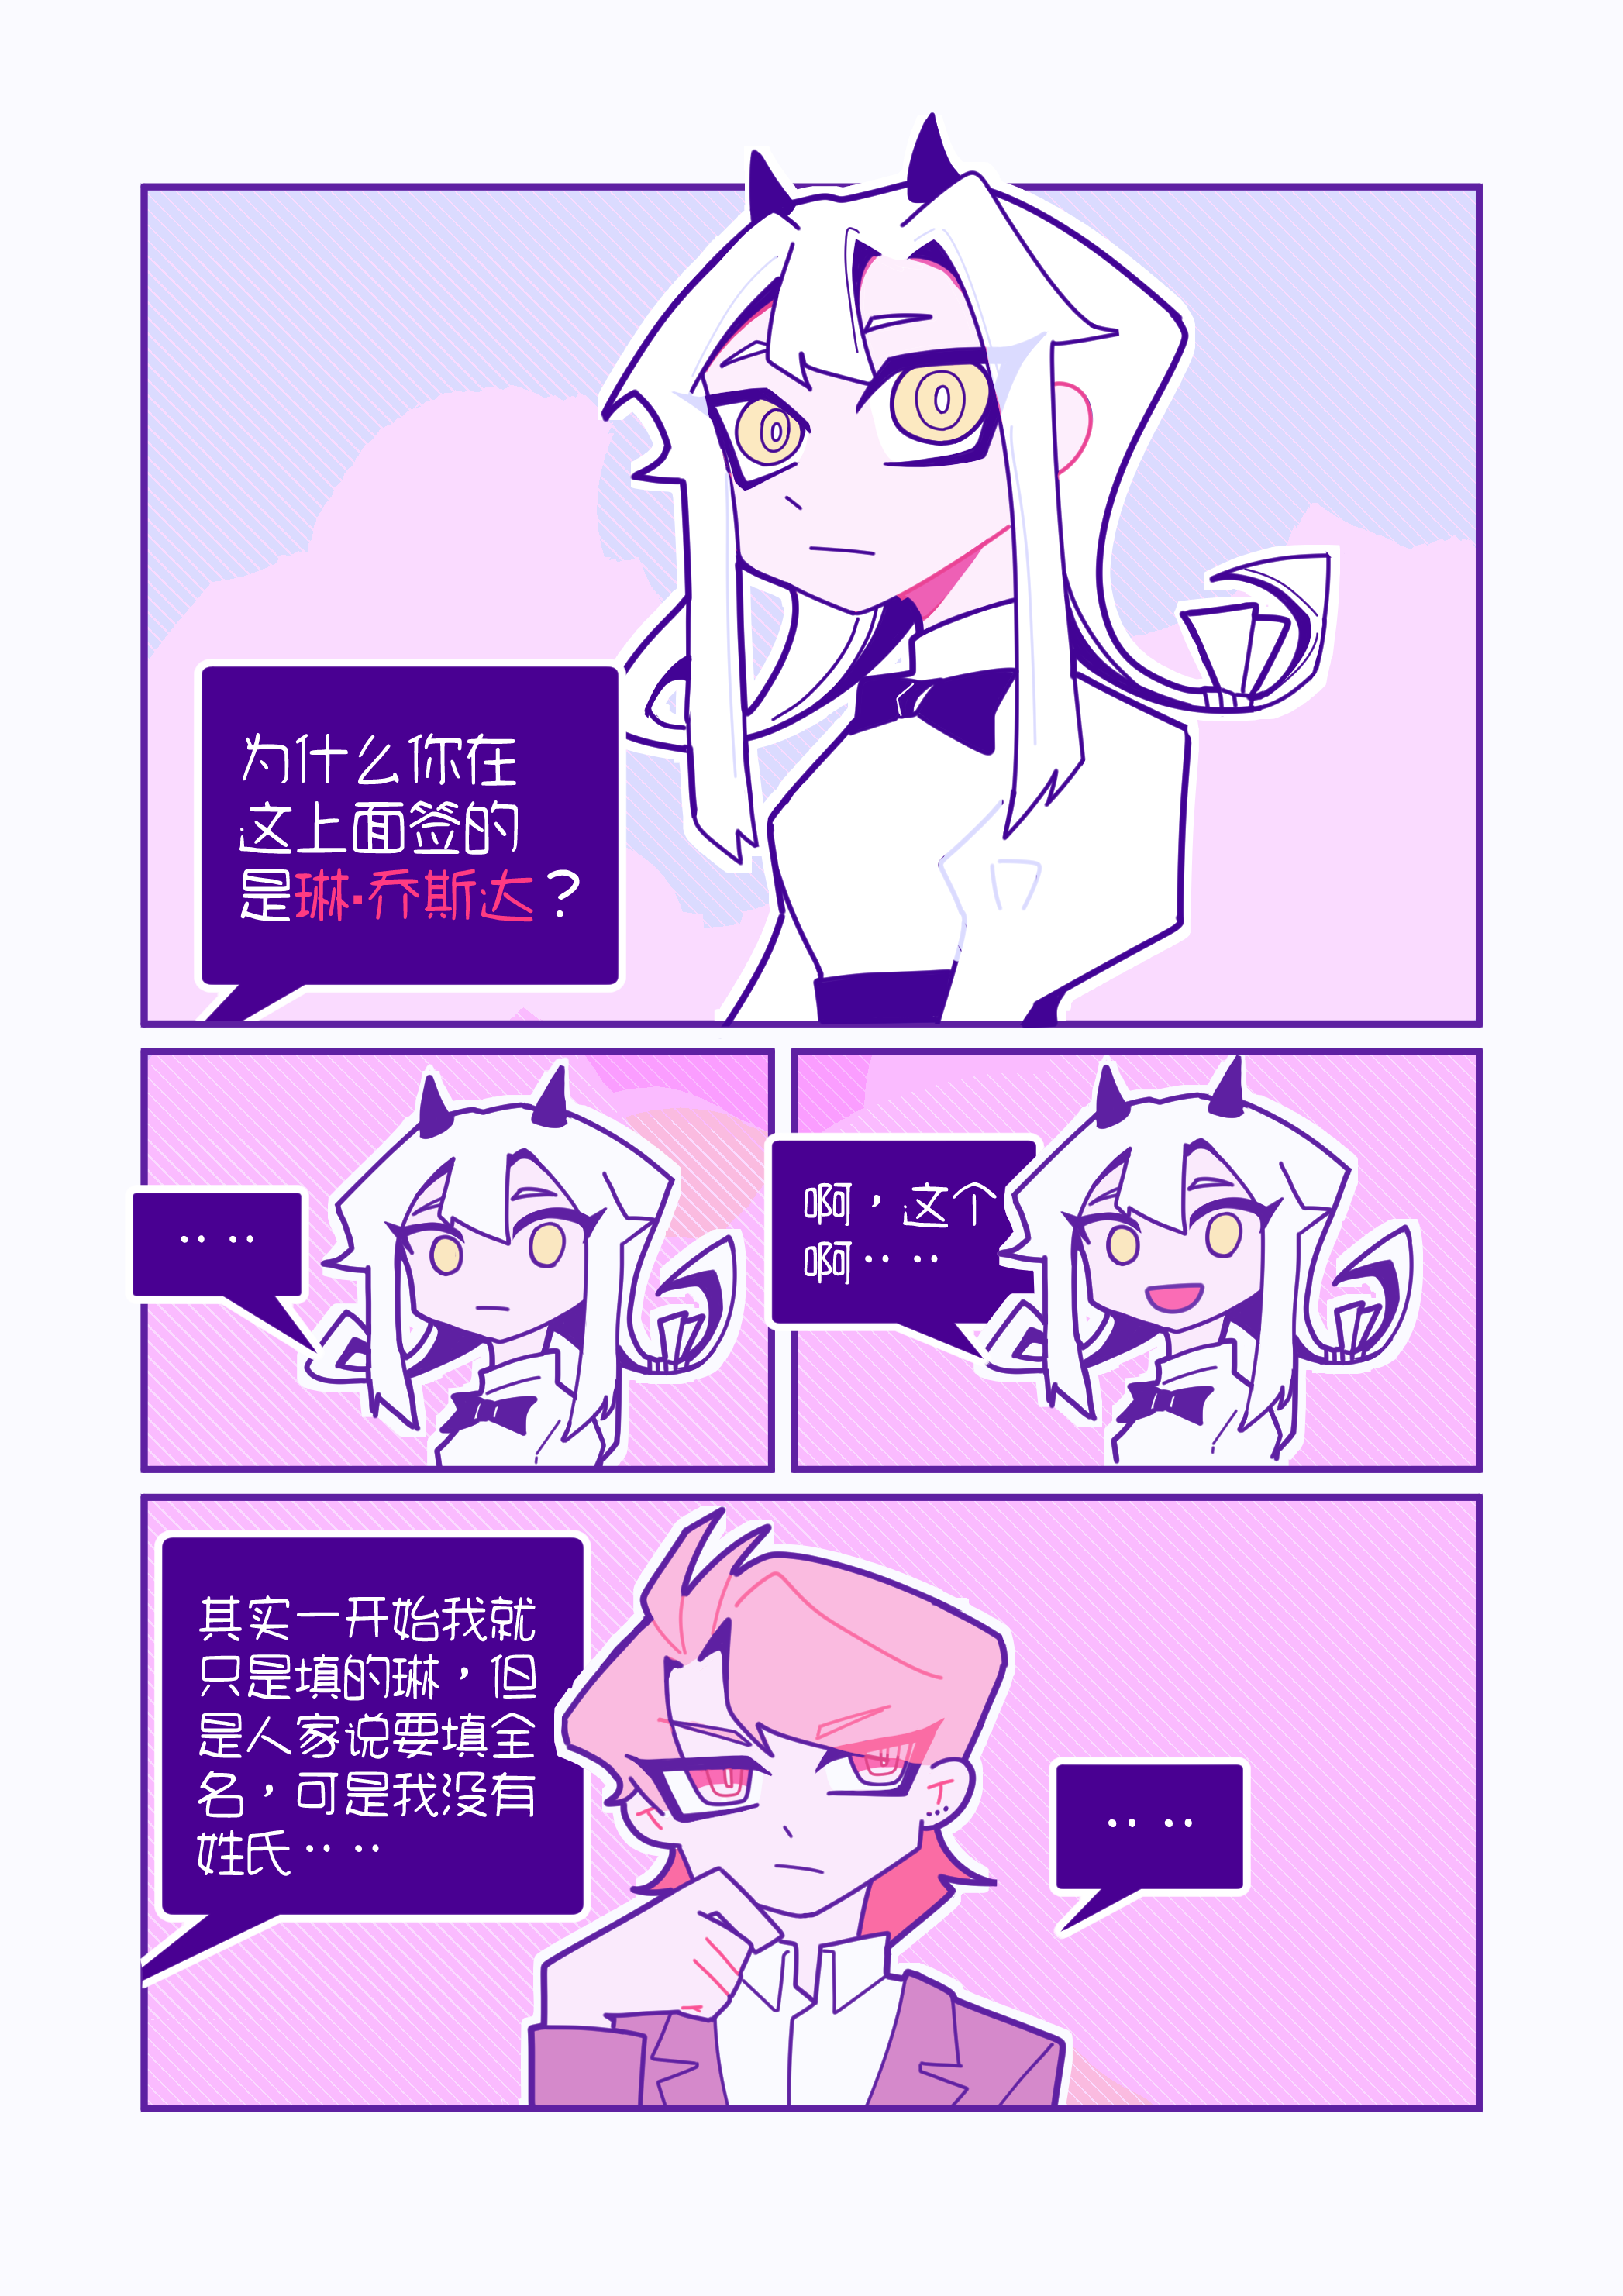 为什么你在
这上面签的
是琳·乔斯达？
‥‥
啊，这个
啊‥‥
其实一开始我就
只是填的琳，但
是人家说要填全
名，可是我没有
姓氏‥‥
‥‥